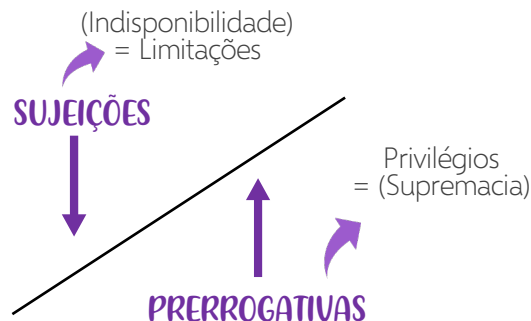 (Indisponibilidade)
= Limitações
SUJEIÇÕES
Privilégios
= (Supremacia)
PRERROGATIVAS